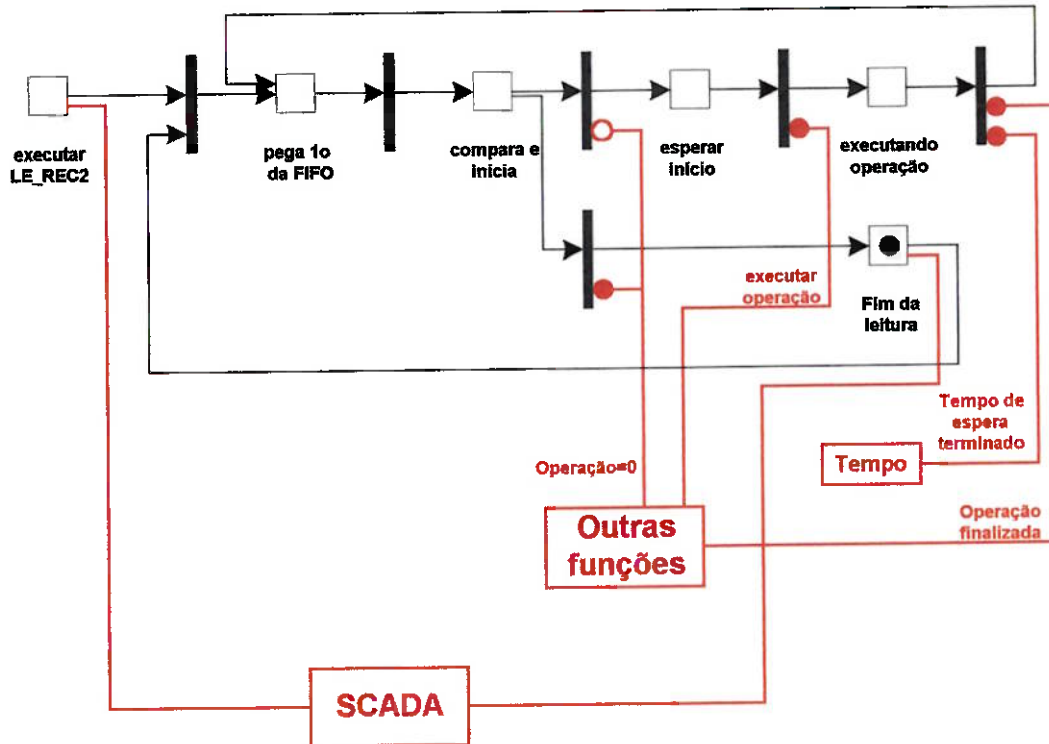 executar
LE_REC2
pega 1o
da FIFO
compara e
inicia
esperar
início
executando
operação
executar
operação
Fim da
leitura
Tempo de
espera
terminado
Tempo
Operação=0
Outras
funções
Operação
finalizada
SCADA